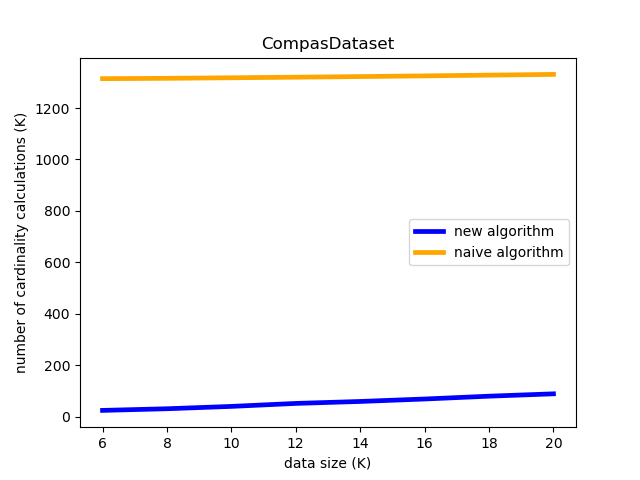 CompasDataset
number of cardinality calculations (K)
1200
1000
800
600
400
200
0
new algorithm
naive algorithm
6 8 10 12 14 16 18 20
data size (K)